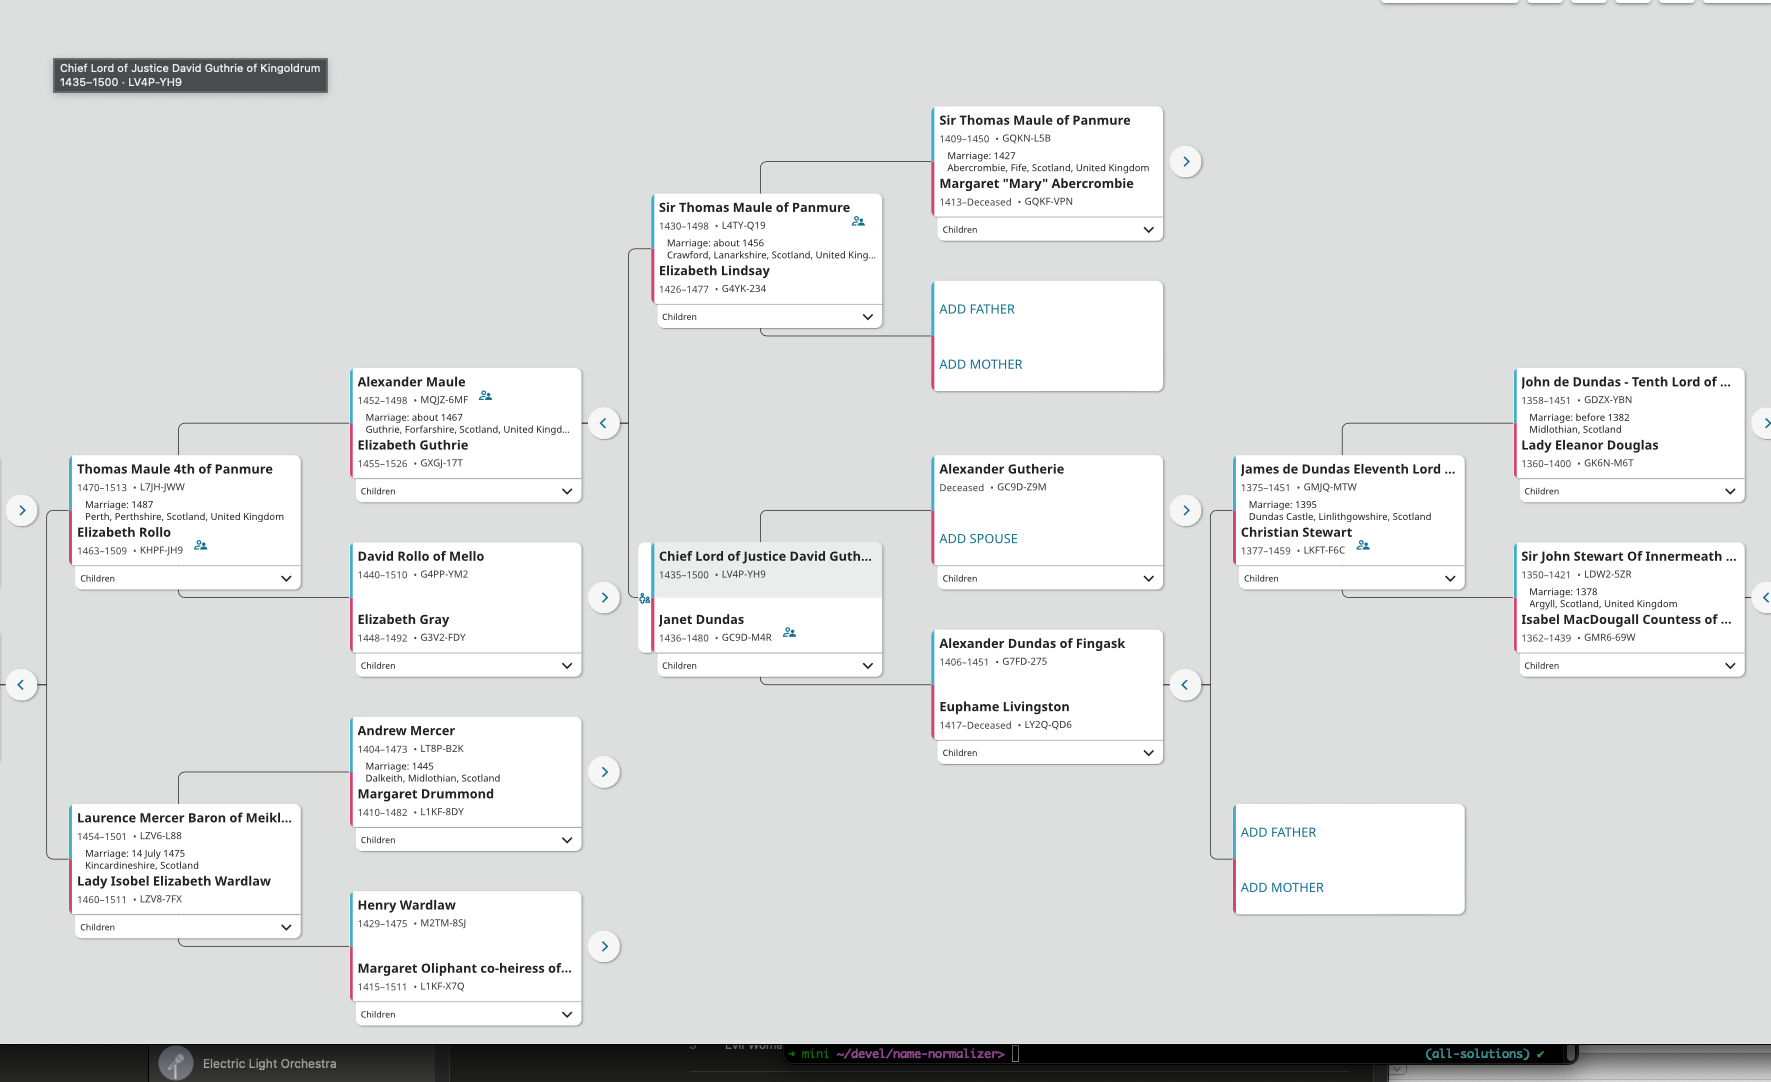 Chief Lord of Justice David Guthrie of Kingoldrum
1435–1500 · LV4P-YH9
Sir Thomas Maule of Panmure
1409–1450 • GQKN-L5B
Marriage: 1427
Abercrombie, Fife, Scotland, United Kingdom
Margaret "Mary" Abercrombie
1413–Deceased • GQKF-VPN
Children
Sir Thomas Maule of Panmure
1430–1498 • L4TY-Q19
Marriage: about 1456
Crawford, Lanarkshire, Scotland, United King...
Elizabeth Lindsay
1426–1477 • G4YK-234
Children
ADD FATHER
ADD MOTHER
Alexander Maule
1452–1498 • MQJZ-6MF
Marriage: about 1467
Guthrie, Forfarshire, Scotland, United Kingd...
Elizabeth Guthrie
1455–1526 • GXGJ-17T
Children
John de Dundas - Tenth Lord of ...
1358–1451 • GDZX-YBN
Marriage: before 1382
Midlothian, Scotland
Lady Eleanor Douglas
1360–1400 • GK6N-M6T
Children
Thomas Maule 4th of Panmure
1470–1513 • L7JH-JWW
Marriage: 1487
Perth, Perthshire, Scotland, United Kingdom
Elizabeth Rollo
1463–1509 • KHPF-JH9
Children
Alexander Gutherie
Deceased • GC9D-Z9M
ADD SPOUSE
Children
James de Dundas Eleventh Lord ...
1375–1451 • GMJQ-MTW
Marriage: 1395
Dundas Castle, Linlithgowshire, Scotland
Christian Stewart
1377–1459 • LKFT-F6C
Children
David Rollo of Mello
1440–1510 • G4PP-YM2
Elizabeth Gray
1448–1492 • G3V2-FDY
Children
Chief Lord of Justice David Guth...
1435–1500 • LV4P-YH9
Janet Dundas
1436–1480 • GC9D-M4R
Children
Sir John Stewart Of Innermeath ...
1350–1421 • LDW2-5ZR
Marriage: 1378
Argyll, Scotland, United Kingdom
Isabel MacDougall Countess of ...
1362–1439 • GMR6-69W
Children
Alexander Dundas of Fingask
1406–1451 • G7FD-275
Euphame Livingston
1417–Deceased • LY2Q-QD6
Children
Andrew Mercer
1404–1473 • LT8P-B2K
Marriage: 1445
Dalkeith, Midlothian, Scotland
Margaret Drummond
1410–1482 • L1KF-8DY
Children
Laurence Mercer Baron of Meikl...
1454–1501 • LZV6-L88
Marriage: 14 July 1475
Kincardineshire, Scotland
Lady Isobel Elizabeth Wardlaw
1460–1511 • LZV8-7FX
Children
ADD FATHER
ADD MOTHER
Henry Wardlaw
1429–1475 • M2TM-8SJ
Margaret Oliphant co-heiress of...
1415–1511 • L1KF-X7Q
Children
Electric Light Orchestra
➜ mini ~/devel/name-normalizer>
(all-solutions) ✔